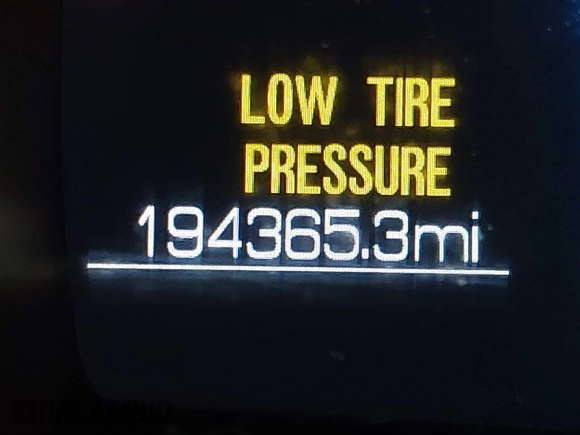 LOW TIRE
PRESSURE
194365.3mi